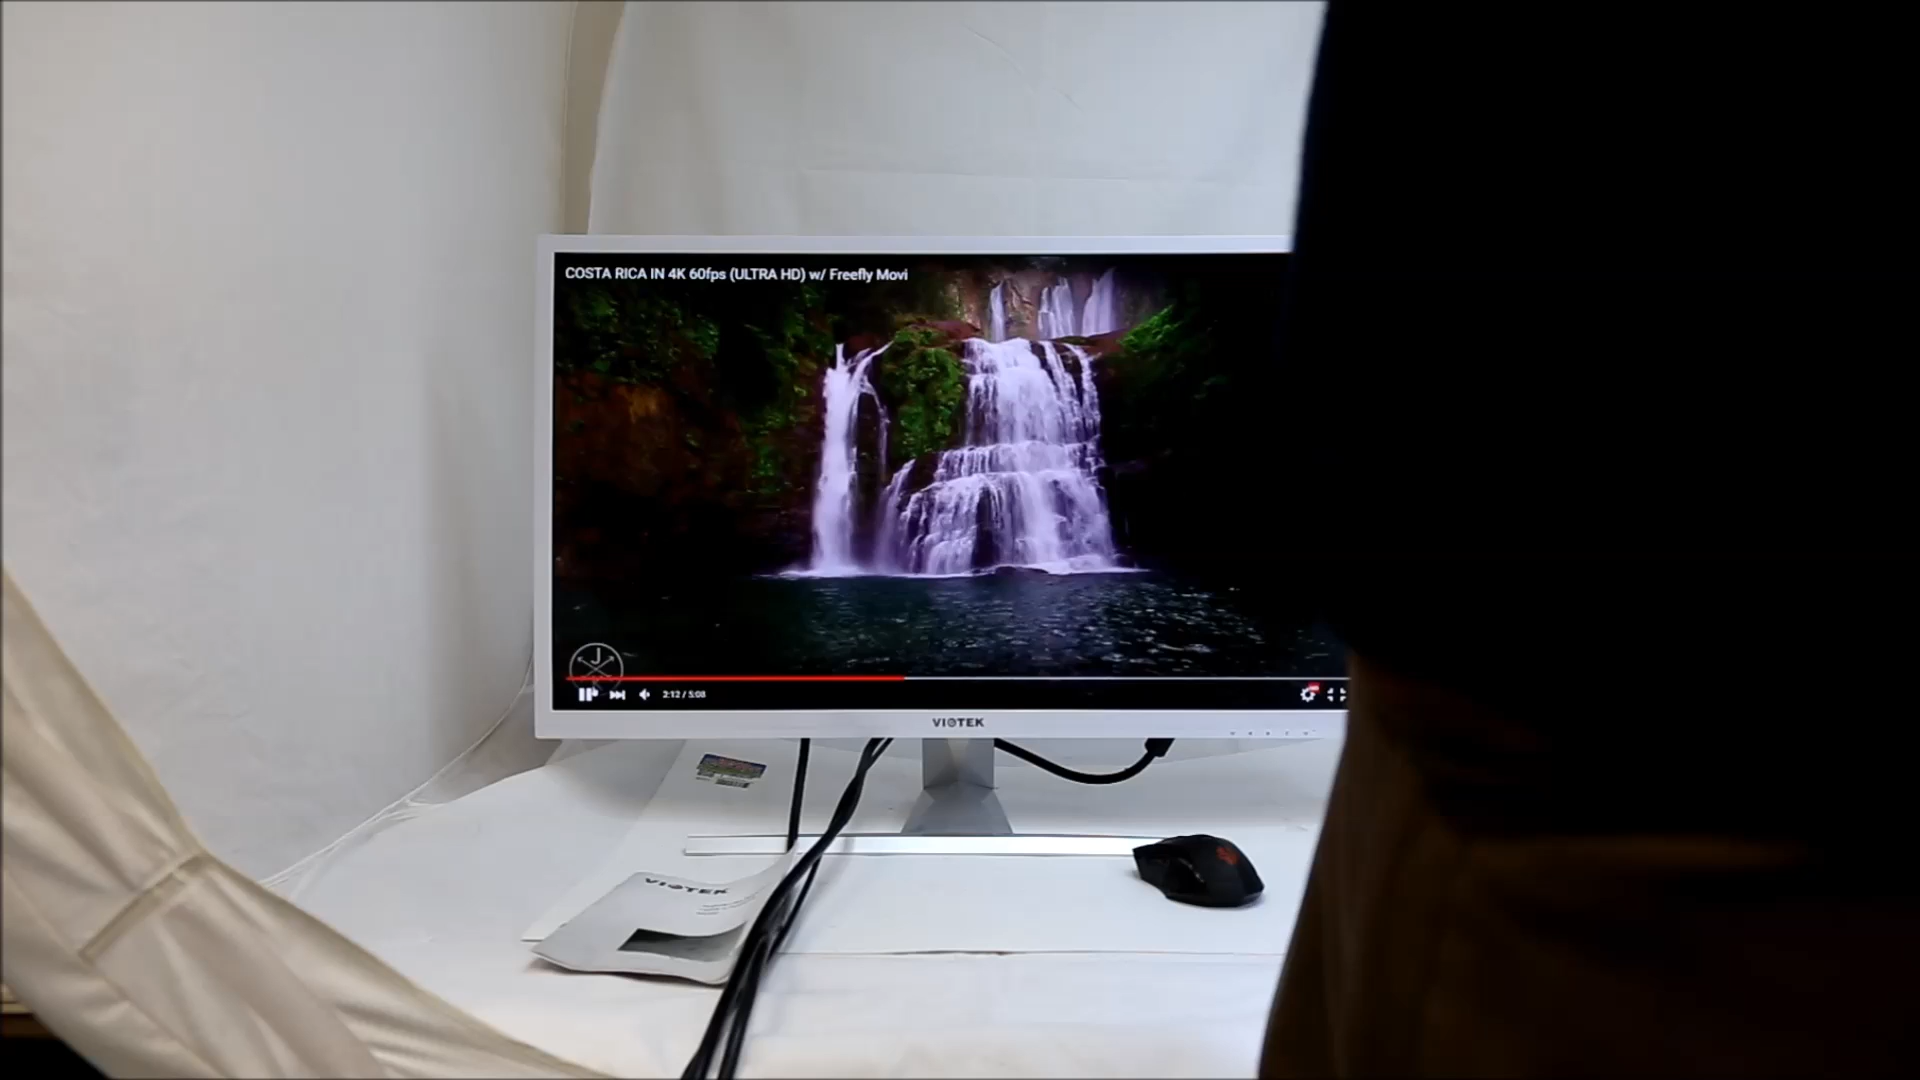 COSTA RICA IN 4K 60fps (ULTRA HD) w/ Freefly Movi
J
2:12 / 5:08
VIOTEK
VIOTEK